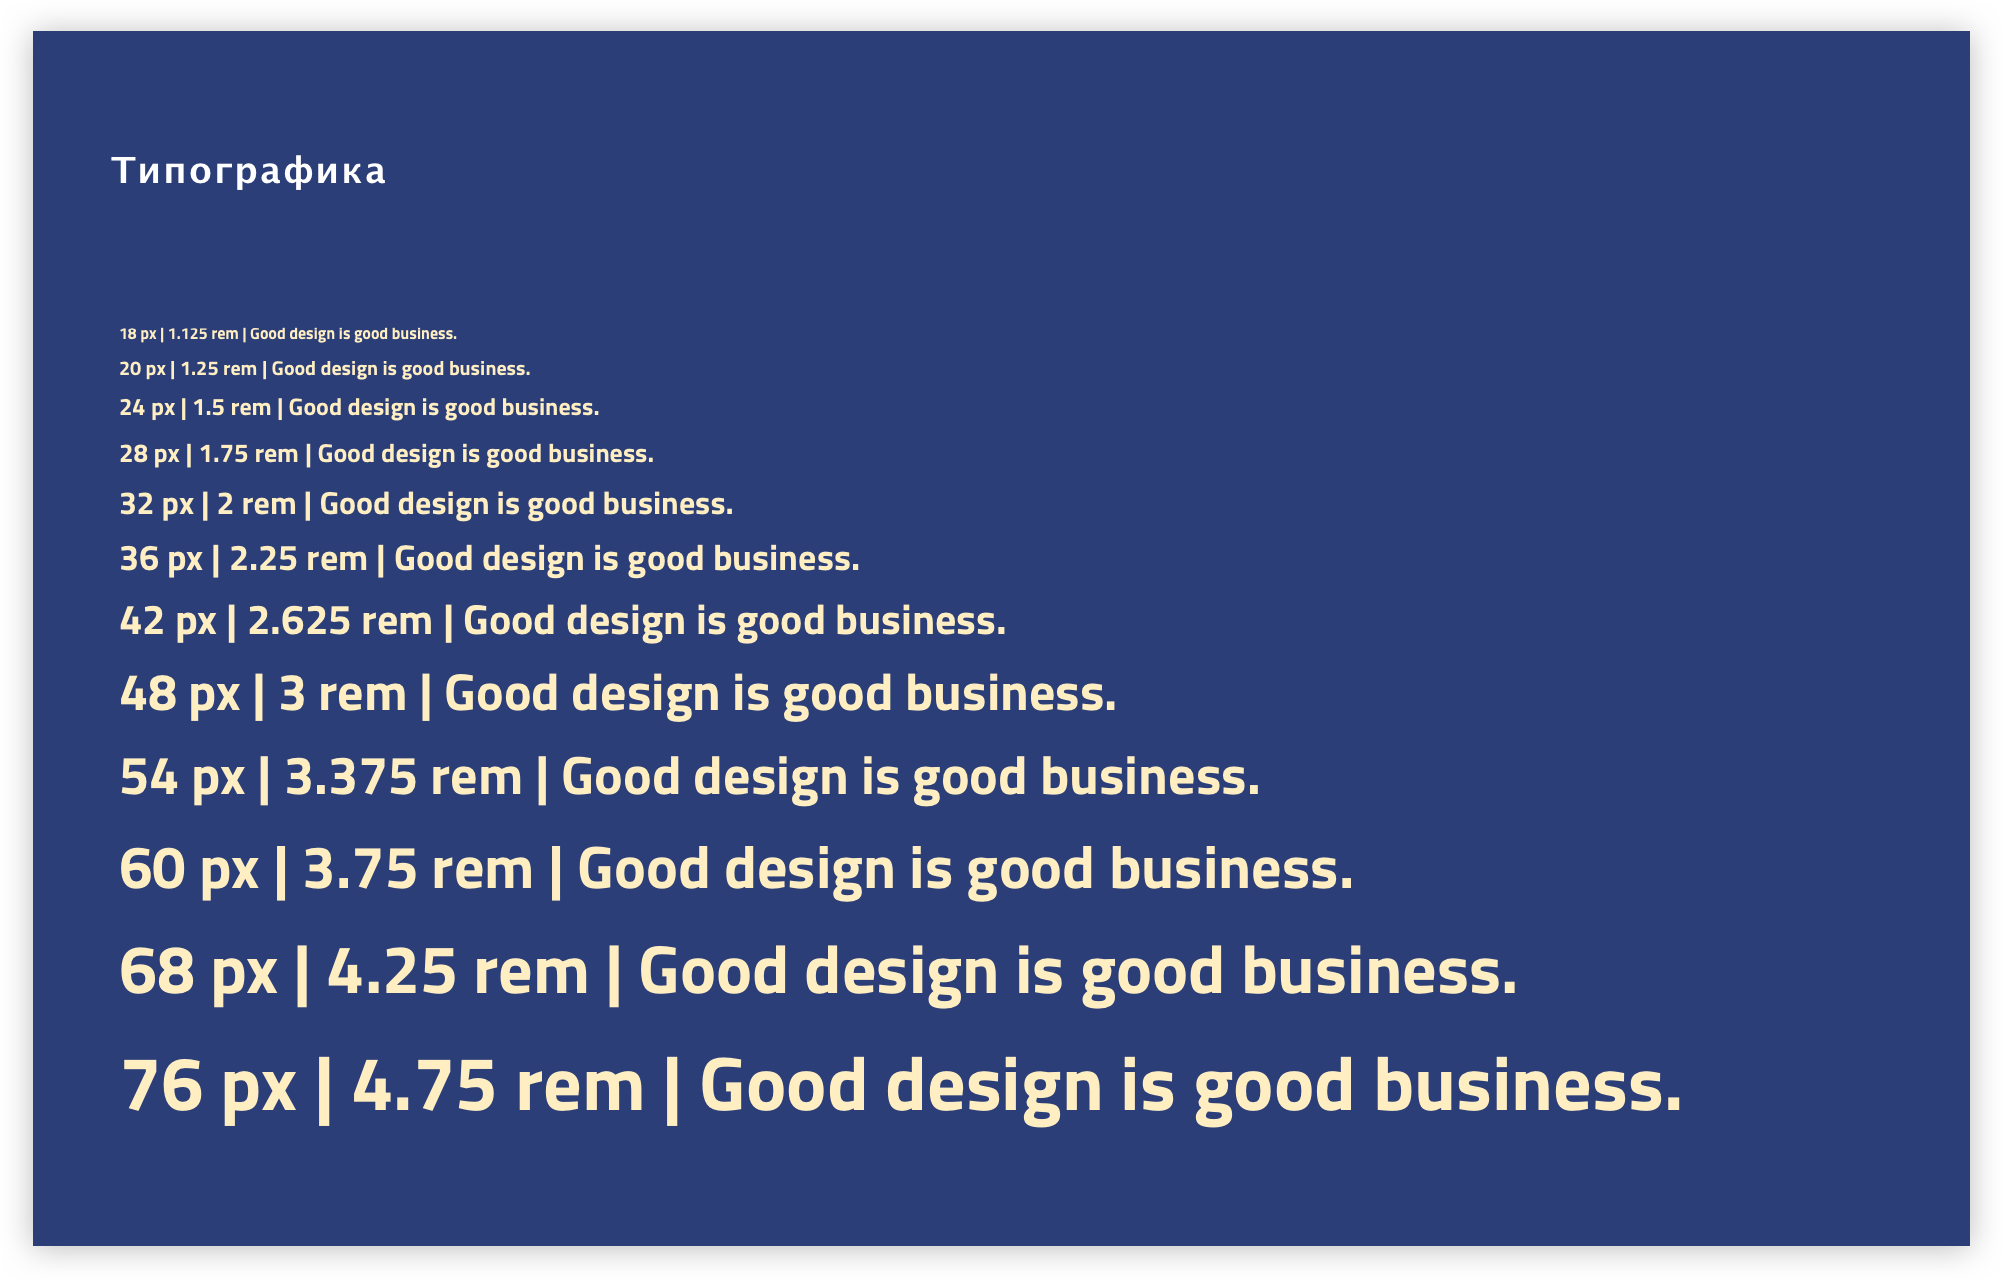 Типографика
18 px | 1.125 rem | Good design is good business.
20 px | 1.25 rem | Good design is good business.
24 px | 1.5 rem | Good design is good business.
28 px | 1.75 rem | Good design is good business.
32 px | 2 rem | Good design is good business.
36 px | 2.25 rem | Good design is good business.
42 px | 2.625 rem | Good design is good business.
48 px | 3 rem | Good design is good business.
54 px | 3.375 rem | Good design is good business.
60 px | 3.75 rem | Good design is good business.
68 px | 4.25 rem | Good design is good business.
76 px | 4.75 rem | Good design is good business.